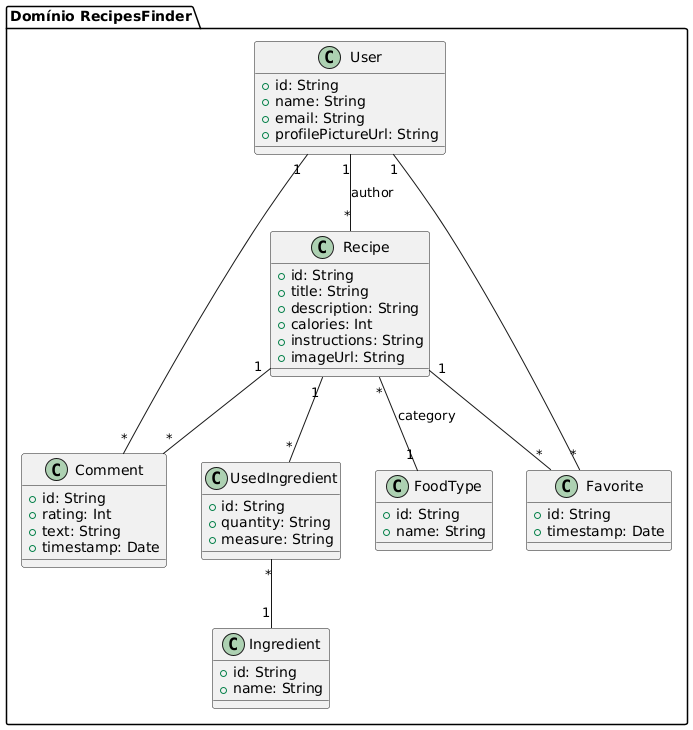 Domínio RecipesFinder
C User
id: String
name: String
email: String
profilePictureUrl: String
1 1 1
author
*
C Recipe
id: String
title: String
description: String
calories: Int
instructions: String
imageUrl: String
1 1 * 1
category
* * * 1 * *
C Comment
id: String
rating: Int
text: String
timestamp: Date
C UsedIngredient
id: String
quantity: String
measure: String
C FoodType
id: String
name: String
C Favorite
id: String
timestamp: Date
*
1
C Ingredient
id: String
name: String